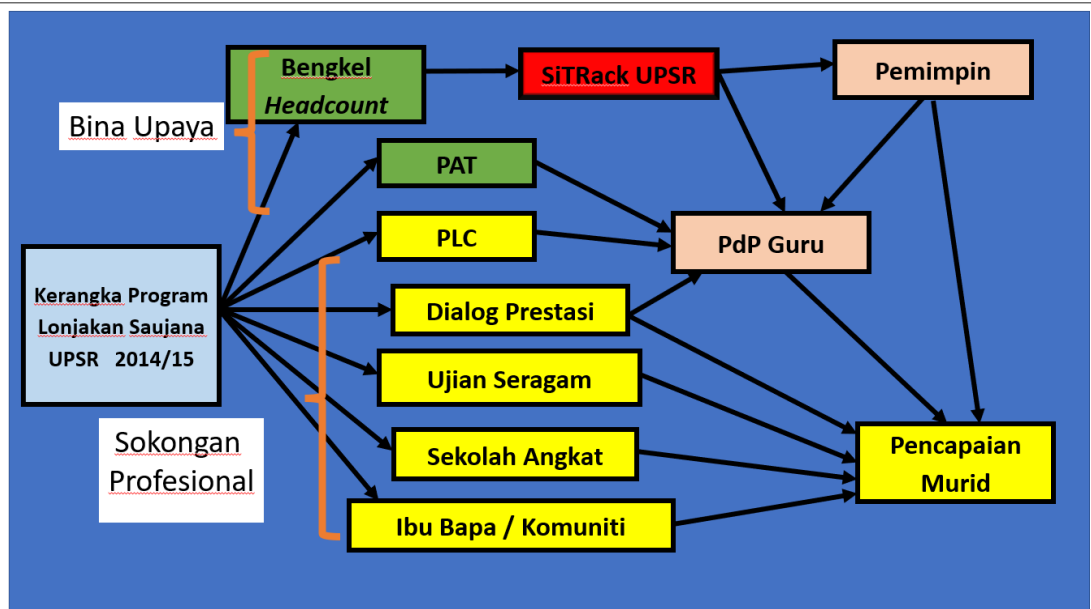 Bengkel
Headcount
SiTRack UPSR
Pemimpin
Bina Upaya
PAT
PLC
PdP Guru
Kerangka Program
Lonjakan Saujana
UPSR 2014/15
Dialog Prestasi
Ujian Seragam
Sokongan
Profesional
Sekolah Angkat
Pencapaian
Murid
Ibu Bapa / Komuniti